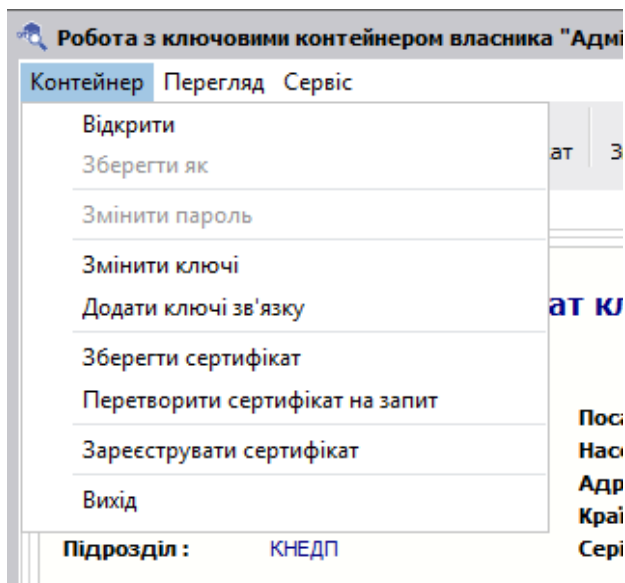 Робота з ключовими контейнером власника "Адмі
Контейнер Перегляд Сервіс
Відкрити
Зберегти як
Змінити пароль
Змінити ключі
Додати ключі зв'язку
Зберегти сертифікат
Перетворити сертифікат на запит
Зареєструвати сертифікат
Вихід
Підрозділ : КНЕДП